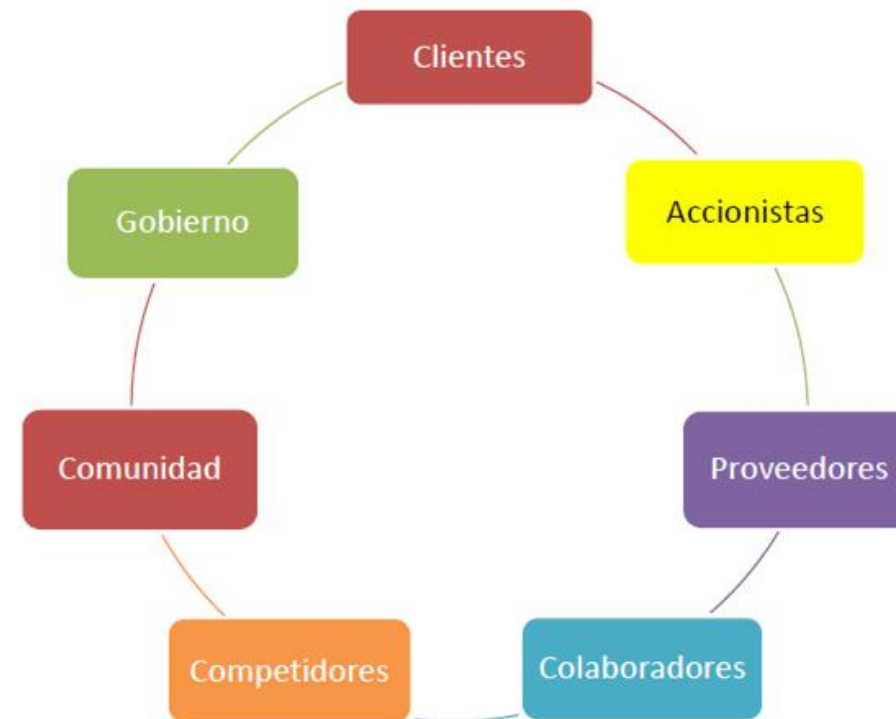 Clientes
Accionistas
Proveedores
Colaboradores
Competidores
Comunidad
Gobierno